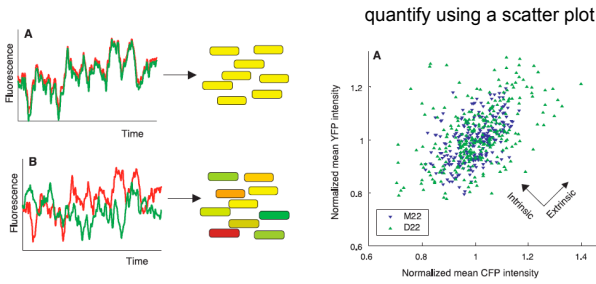 quantify using a scatter plot
A
Fluorescence
Time
B
Fluorescence
Time
A
Normalized mean YFP intensity
1,2
1
0,8
0,6
0.6
0.8
1.0
1.2
1.4
Normalized mean CFP intensity
Intrinsic
Extrinsic
M22
D22